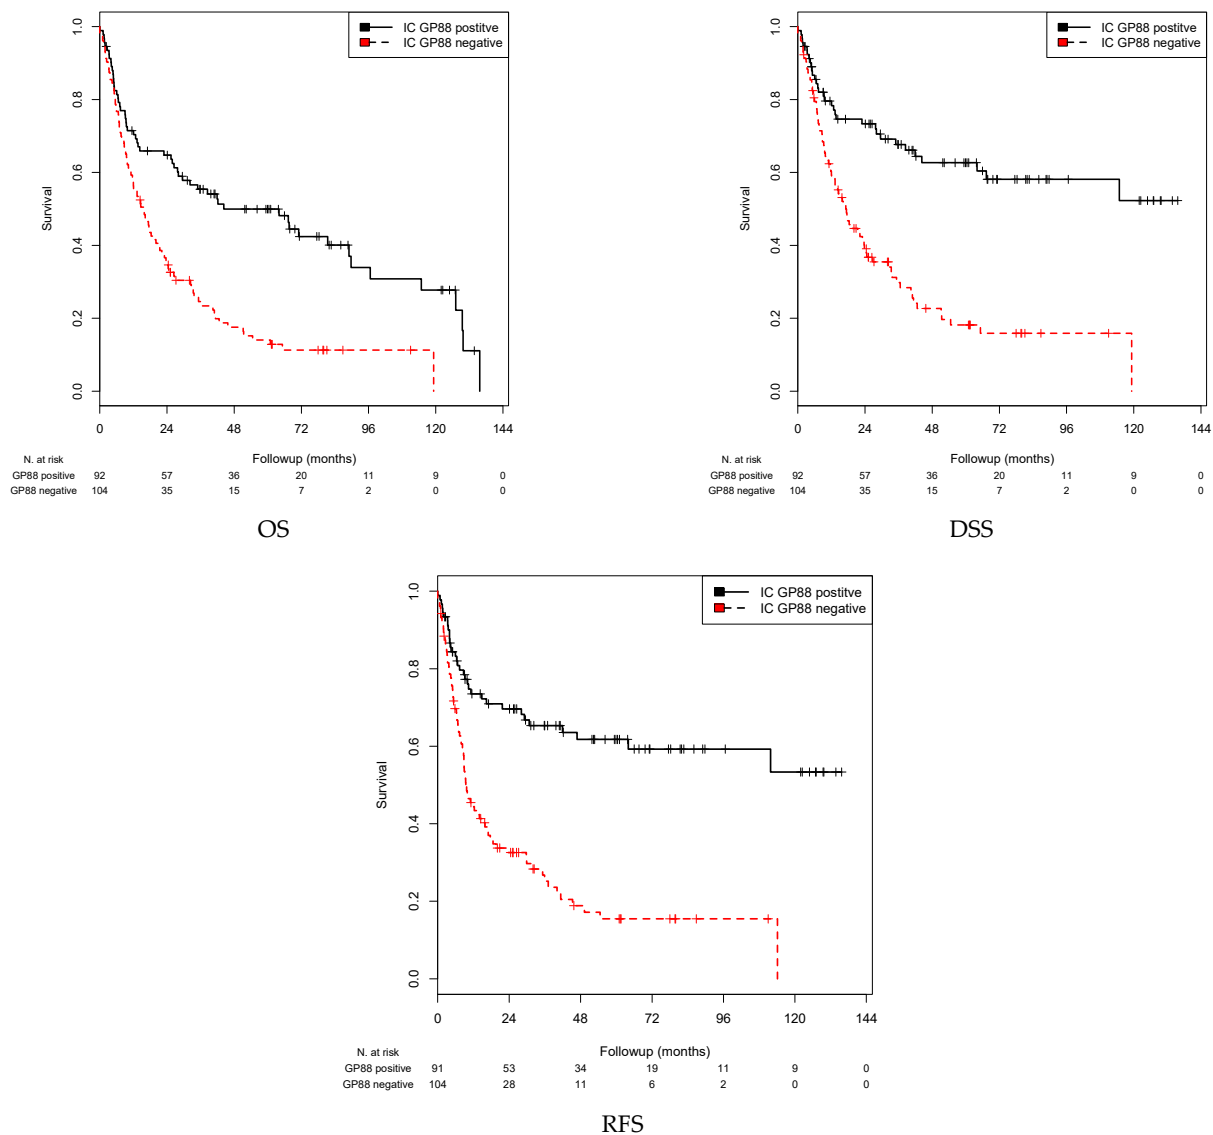 IC GP88 postitve
IC GP88 negative
Survival
0.0 0.2 0.4 0.6 0.8 1.0
0 24 48 72 96 120 144
Followup (months)
N. at risk
GP88 positive 92 57 36 20 11 9 0
GP88 negative 104 35 15 7 2 0 0
OS
IC GP88 postitve
IC GP88 negative
Survival
0.0 0.2 0.4 0.6 0.8 1.0
0 24 48 72 96 120 144
Followup (months)
N. at risk
GP88 positive 92 57 36 20 11 9 0
GP88 negative 104 35 15 7 2 0 0
DSS
IC GP88 postitve
IC GP88 negative
Survival
0.0 0.2 0.4 0.6 0.8 1.0
0 24 48 72 96 120 144
Followup (months)
N. at risk
GP88 positive 91 53 34 19 11 9 0
GP88 negative 104 28 11 6 2 0 0
RFS